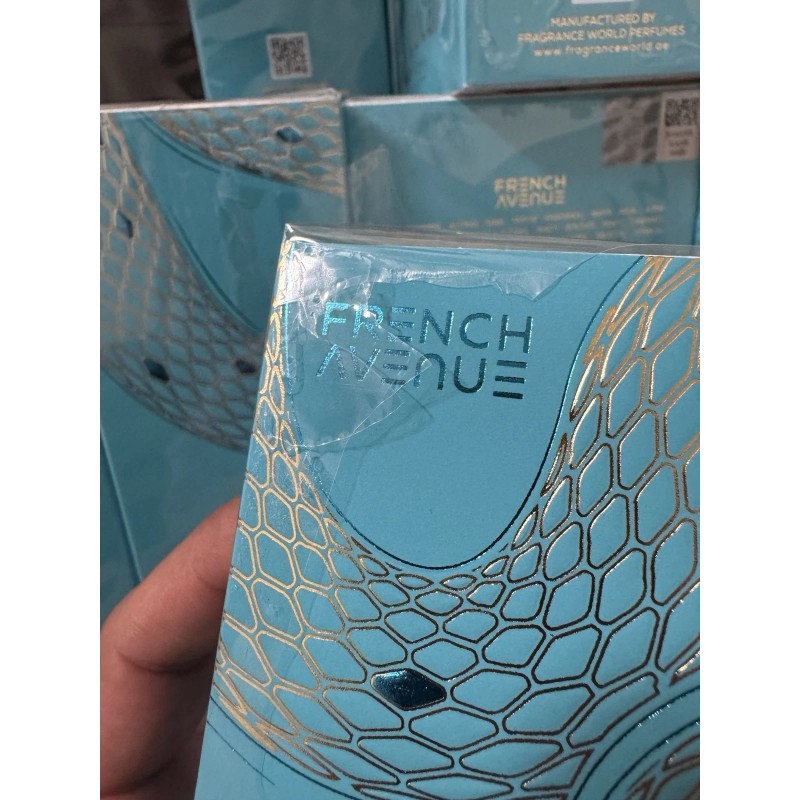 MANUFACTURED BY
FRAGRANCE WORLD PERFUMES
www.fragranceworld.ae
FRENCH
AVENUE
FRENCH
AVENUE